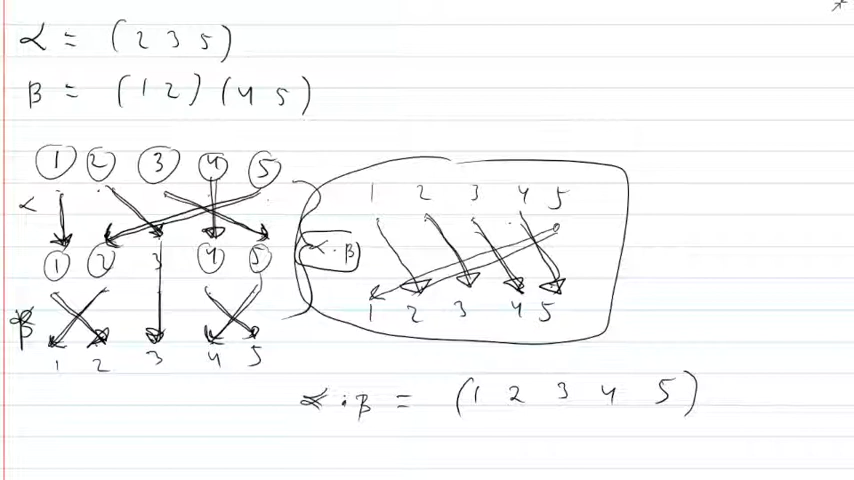 α = (2 3 5)
β = (1 2) (4 5)
1 2 3 4 5
α
1 2 3 4 5
β
1 2 3 4 5
α · β
1 2 3 4 5
1 2 3 4 5
α · β = (1 2 3 4 5)